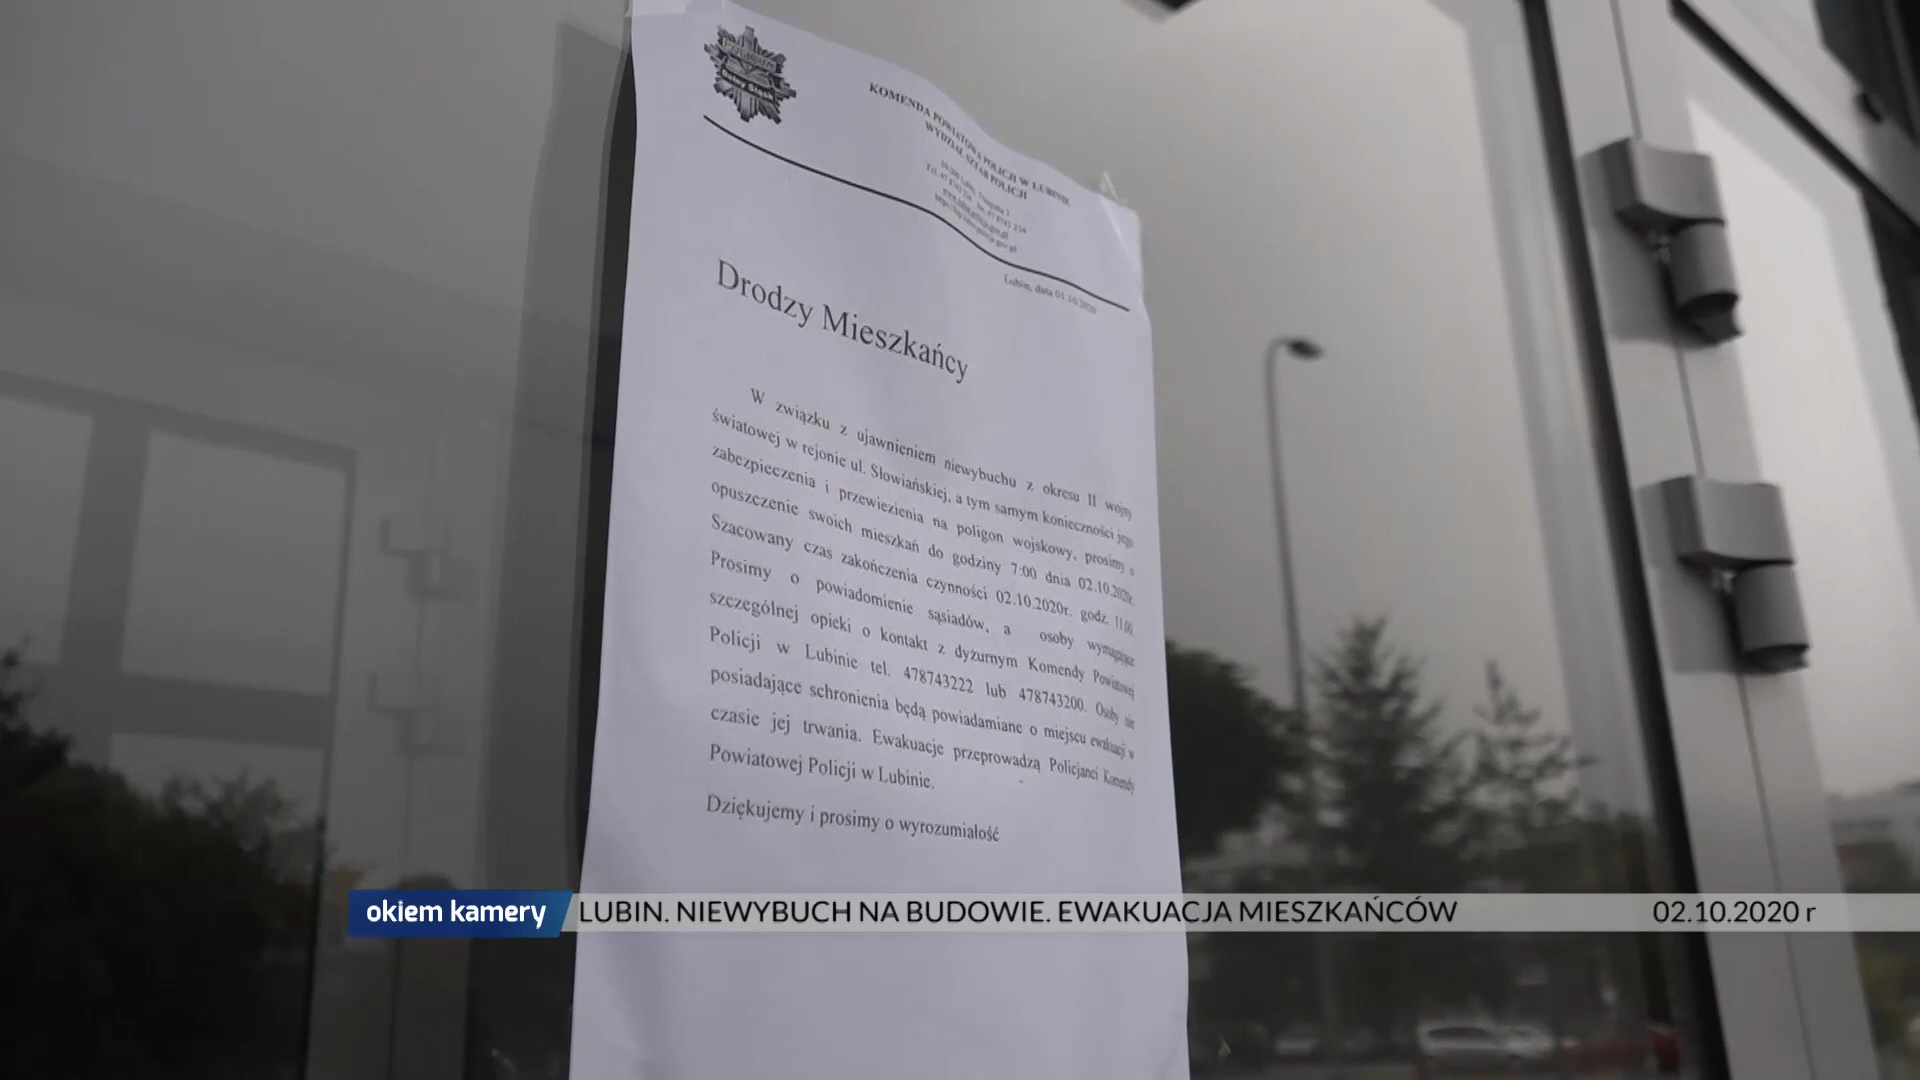 POLICJA
Dolny Śląsk
KOMENDA POWIATOWA POLICJI W LUBINIE
WYDZIAŁ SZTAB POLICJI
Lubin, data 01.10.2020
Drodzy Mieszkańcy
W związku z ujawnieniem niewybuchu z okresu II wojny
światowej w rejonie ul. Słowiańskiej, a tym samym konieczności jego
zabezpieczenia i przewiezienia na poligon wojskowy, prosimy o
opuszczenie swoich mieszkań do godziny 7:00 dnia 02.10.2020r.
Szacowany czas zakończenia czynności 02.10.2020r. godz. 11:00.
Prosimy o powiadomienie sąsiadów, a osoby wymagające
szczególnej opieki o kontakt z dyżurnym Komendy Powiatowej
Policji w Lubinie tel. 478743222 lub 478743200. Osoby nie
posiadające schronienia będą powiadamiane o miejscu ewakuacji w
czasie jej trwania. Ewakuacje przeprowadzą Policjanci Komendy
Powiatowej Policji w Lubinie.
Dziękujemy i prosimy o wyrozumiałość
okiem kamery LUBIN. NIEWYBUCH NA BUDOWIE. EWAKUACJA MIESZKAŃCÓW 02.10.2020 r